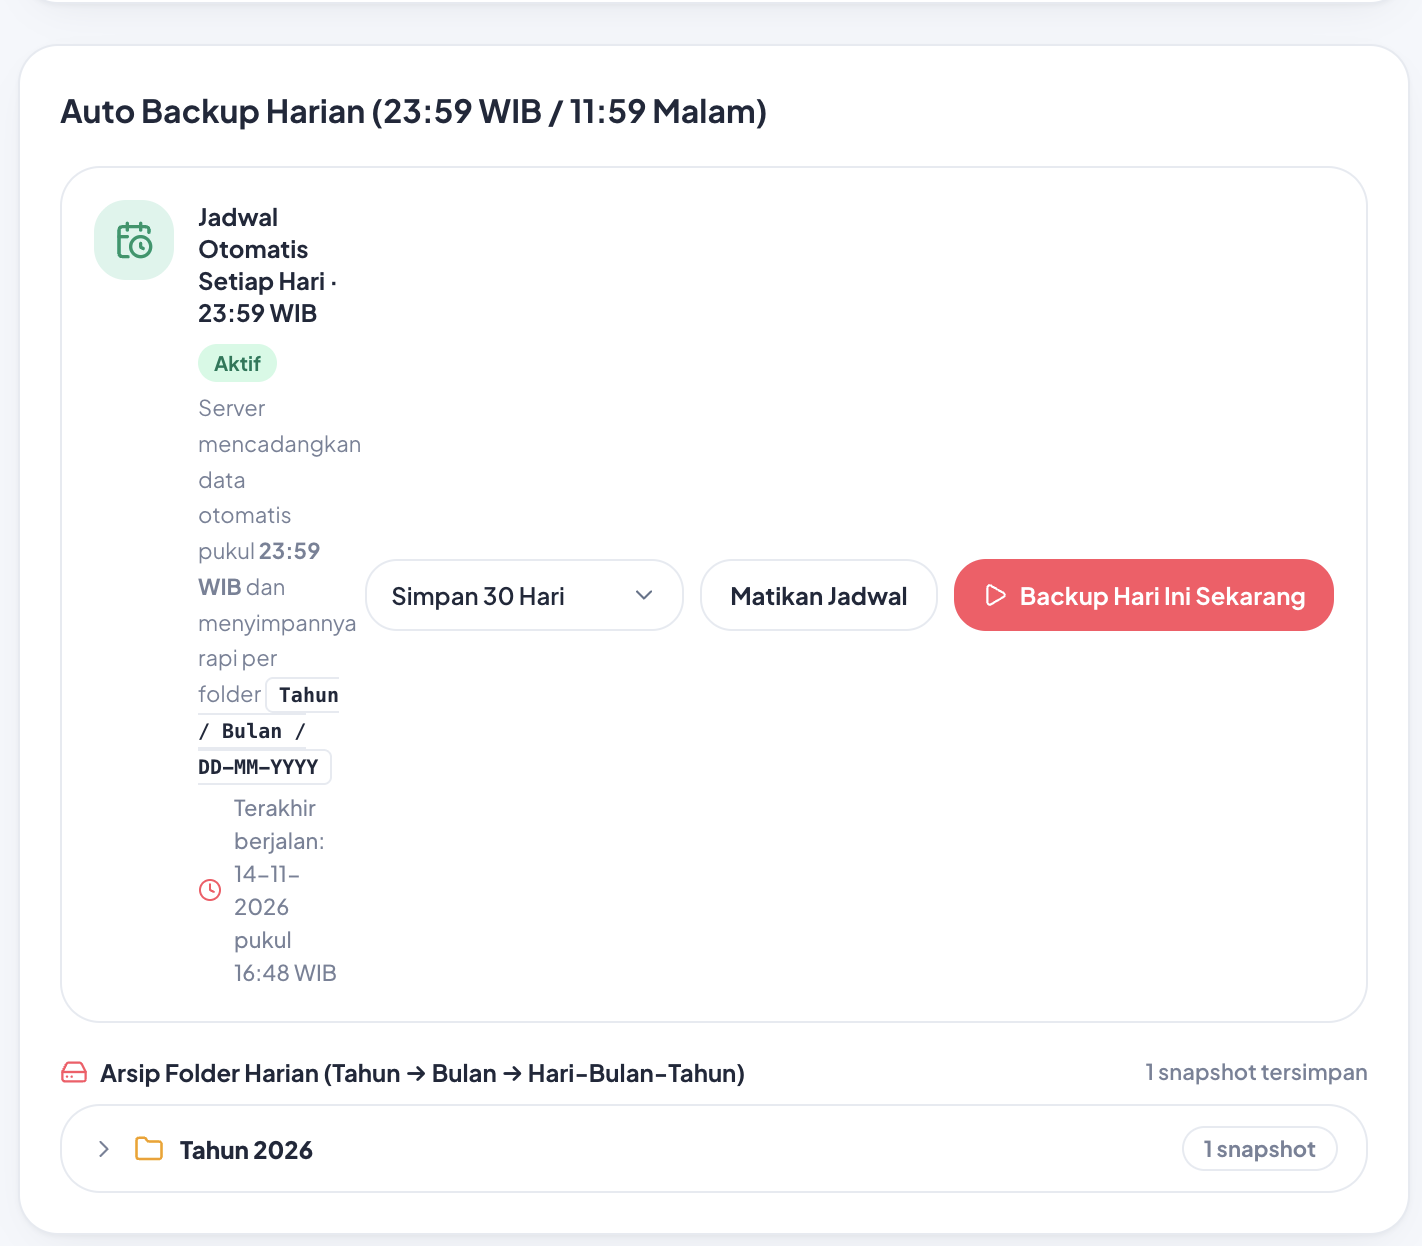 Auto Backup Harian (23:59 WIB / 11:59 Malam)
Jadwal
Otomatis
Setiap Hari ·
23:59 WIB
Aktif
Server
mencadangkan
data
otomatis
pukul 23:59
WIB dan
menyimpannya
rapi per
folder Tahun
/ Bulan /
DD-MM-YYYY
Terakhir
berjalan:
14-11-
2026
pukul
16:48 WIB
Simpan 30 Hari
Matikan Jadwal
Backup Hari Ini Sekarang
Arsip Folder Harian (Tahun → Bulan → Hari-Bulan-Tahun)
1 snapshot tersimpan
Tahun 2026
1 snapshot